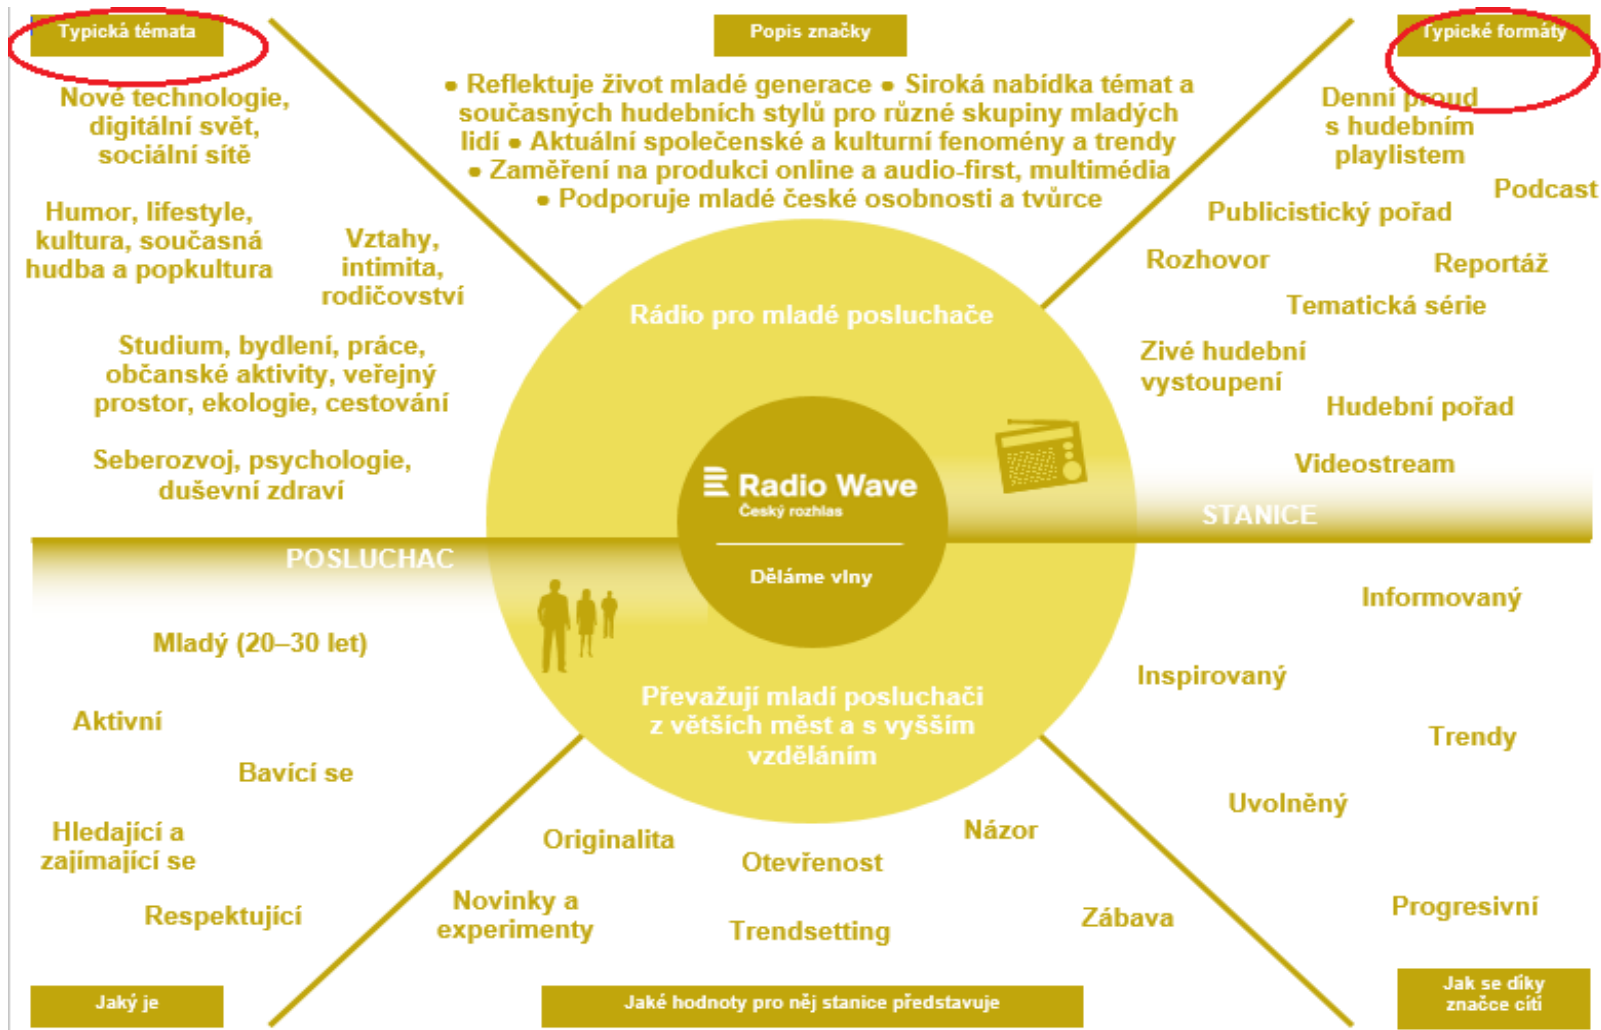 Typická témata
Nové technologie,
digitální svět,
sociální sítě
Humor, lifestyle,
kultura, současná
hudba a popkultura
Vztahy,
intimita,
rodičovství
Studium, bydlení, práce,
občanské aktivity, veřejný
prostor, ekologie, cestování
Seberozvoj, psychologie,
duševní zdraví
Popis značky
● Reflektuje život mladé generace ● Siroká nabídka témat a
současných hudebních stylů pro různé skupiny mladých
lidí ● Aktuální společenské a kulturní fenomény a trendy
● Zaměření na produkci online a audio-first, multimédia
● Podporuje mladé české osobnosti a tvůrce
Typické formáty
Denní proud
s hudebním
playlistem
Podcast
Publicistický pořad
Rozhovor
Reportáž
Tematická série
Zivé hudební
vystoupení
Hudební pořad
Videostream
STANICE
Rádio pro mladé posluchače
Radio Wave
Český rozhlas
Děláme vlny
Převažují mladí posluchači
z větších měst a s vyšším
vzděláním
POSLUCHAC
Mladý (20–30 let)
Aktivní
Bavící se
Hledající a
zajímající se
Respektující
Jaký je
Originalita
Názor
Otevřenost
Novinky a
experimenty
Trendsetting
Zábava
Jaké hodnoty pro něj stanice představuje
Informovaný
Inspirovaný
Trendy
Uvolněný
Progresivní
Jak se díky
značce cítí